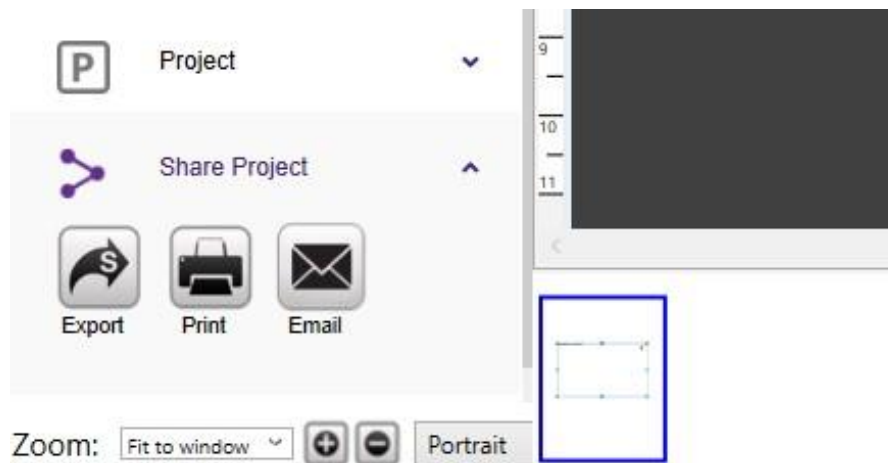 P
Project
Share Project
S
Export
Print
Email
Zoom:
Fit to window
Portrait
9
10
11